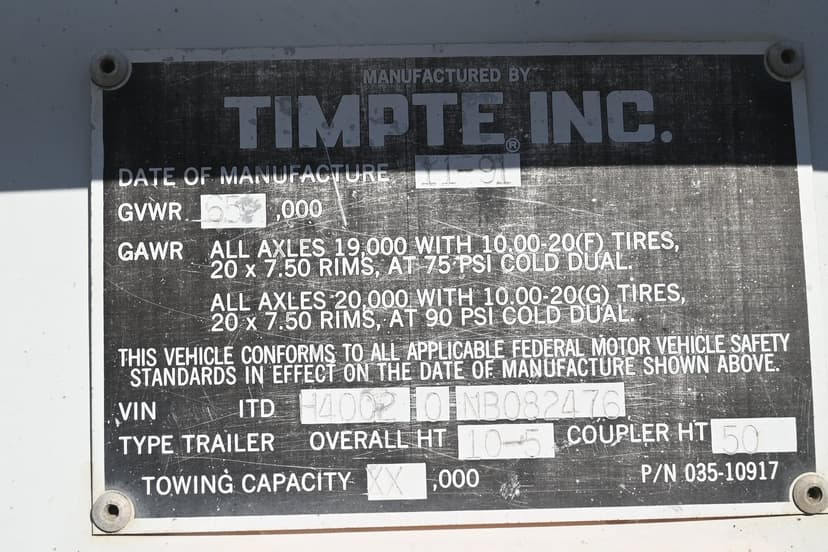 MANUFACTURED BY
TIMPTE INC.®
DATE OF MANUFACTURE 11-91
GVWR 65,000
GAWR ALL AXLES 19,000 WITH 10.00-20(F) TIRES,
20 x 7.50 RIMS, AT 75 PSI COLD DUAL.
ALL AXLES 20,000 WITH 10.00-20(G) TIRES,
20 x 7.50 RIMS, AT 90 PSI COLD DUAL.
THIS VEHICLE CONFORMS TO ALL APPLICABLE FEDERAL MOTOR VEHICLE SAFETY
STANDARDS IN EFFECT ON THE DATE OF MANUFACTURE SHOWN ABOVE.
VIN 1TD H4002 0 MB082476
TYPE TRAILER OVERALL HT 10-5 COUPLER HT 50
TOWING CAPACITY XX,000 P/N 035-10917